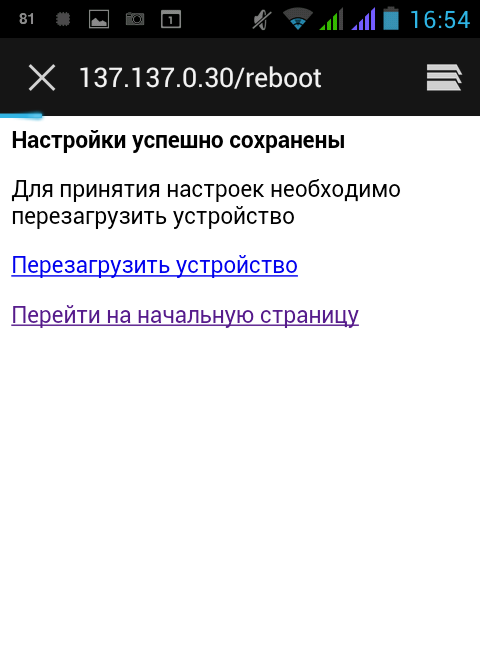 81
1
16:54
137.137.0.30/reboot
Настройки успешно сохранены
Для принятия настроек необходимо
перезагрузить устройство
Перезагрузить устройство
Перейти на начальную страницу